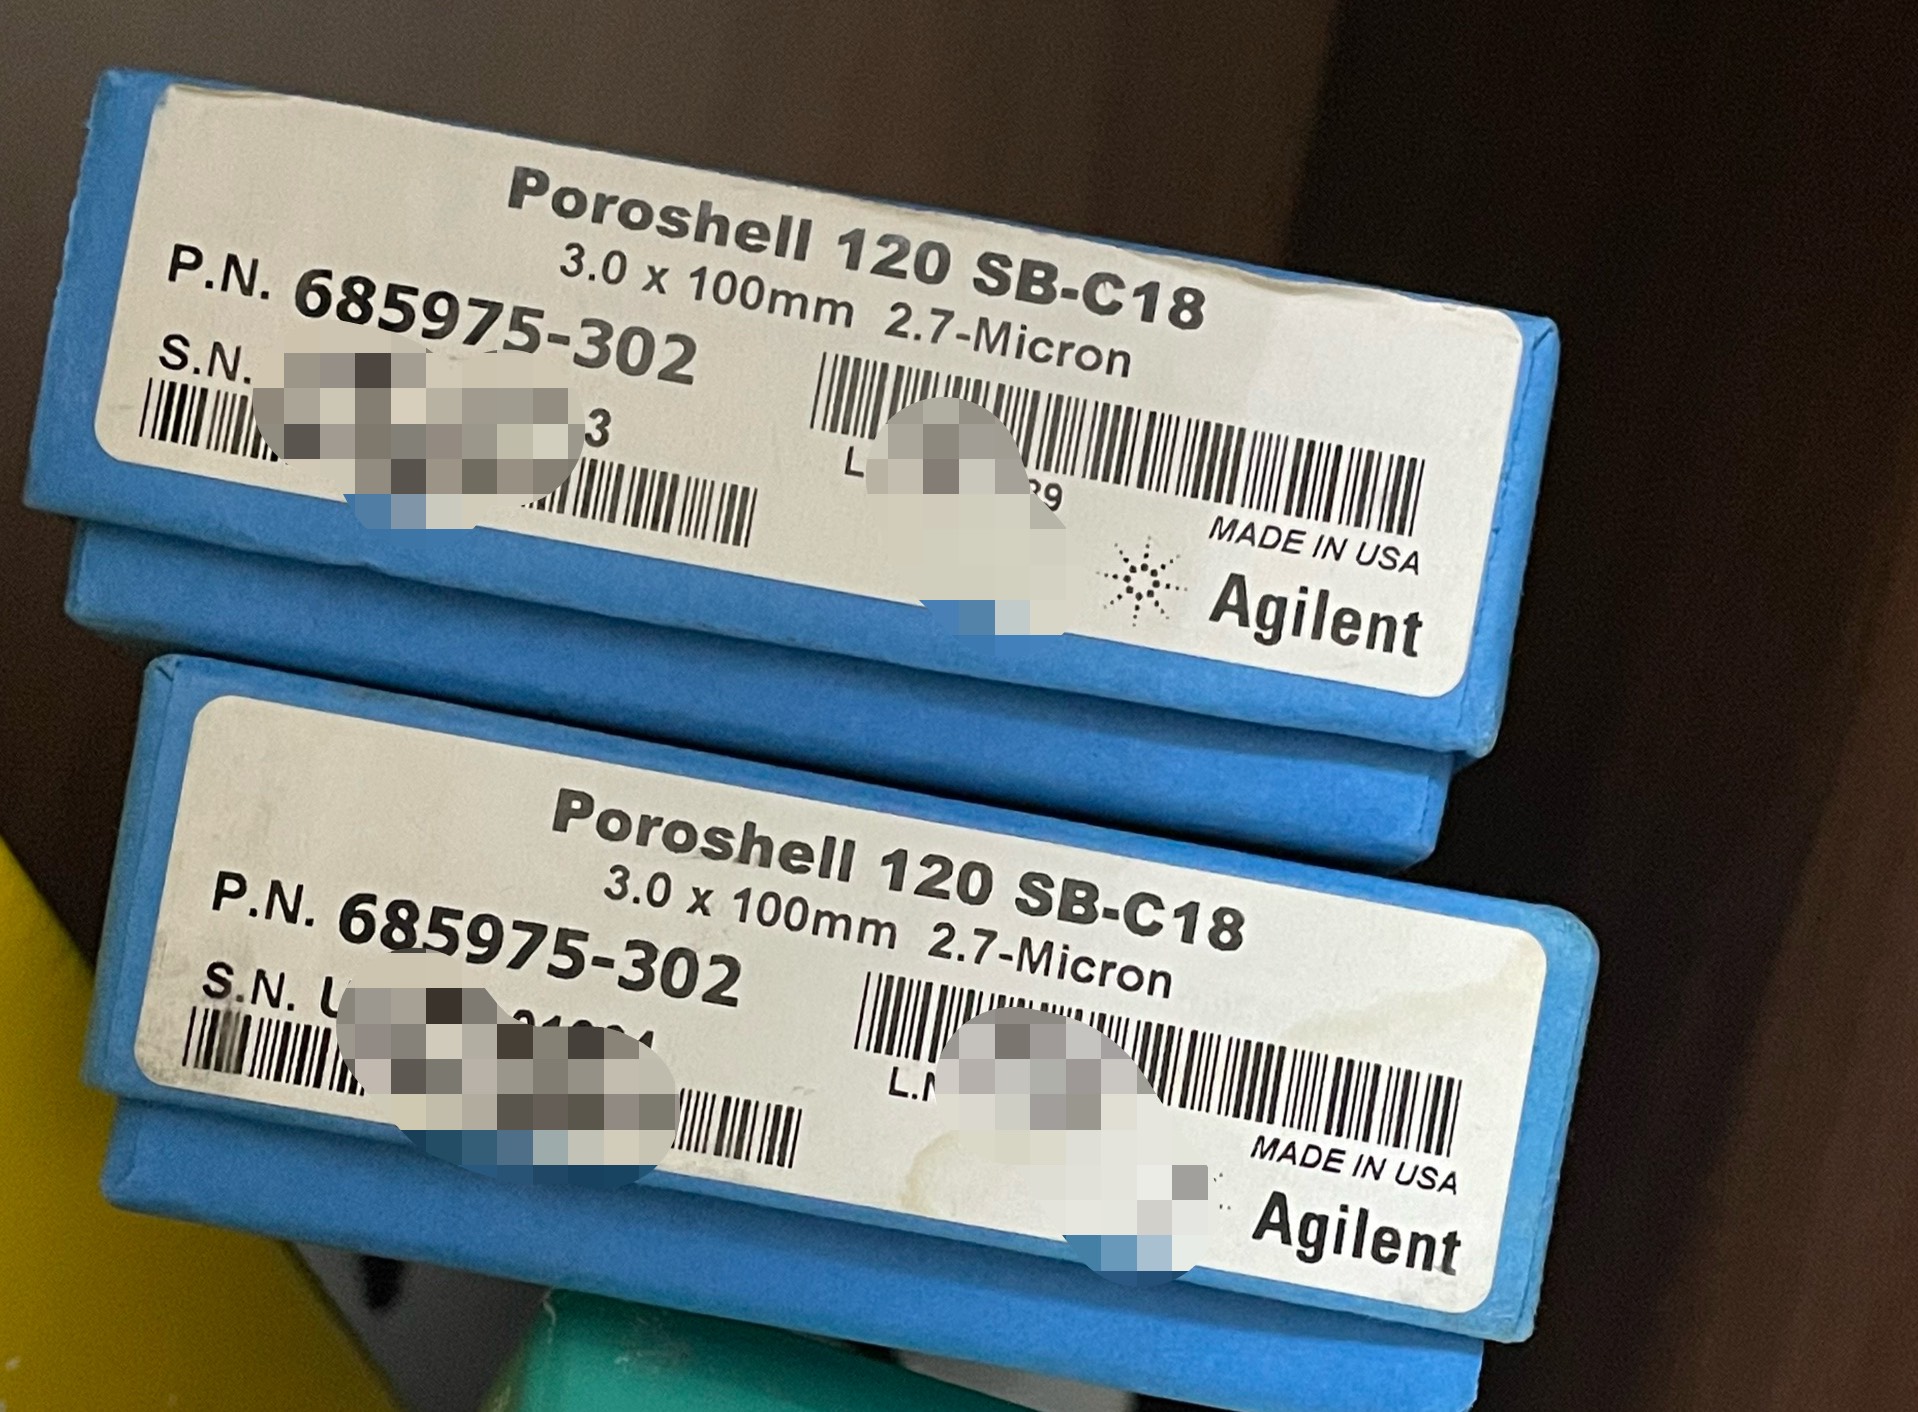 Poroshell 120 SB-C18
3.0 x 100mm 2.7-Micron
P.N. 685975-302
S.N.
MADE IN USA
Agilent
Poroshell 120 SB-C18
3.0 x 100mm 2.7-Micron
P.N. 685975-302
S.N.
MADE IN USA
Agilent